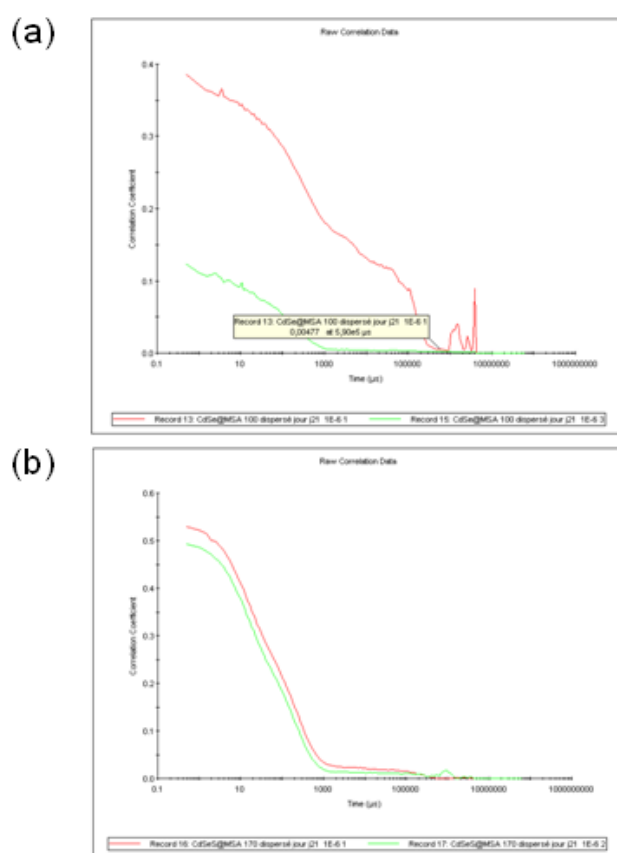 (a)
Raw Correlation Data
0.4
0.3
0.2
0.1
0.0
Correlation Coefficient
Record 13: CdSe@MSA 100 dispersé jour j21 1E-6 1
0,00477 at 5,90e5 µs
0.1 10 1000 100000 10000000 1000000000
Time (µs)
Record 13: CdSe@MSA 100 dispersé jour j21 1E-6 1 Record 15: CdSe@MSA 100 dispersé jour j21 1E-6 3
(b)
Raw Correlation Data
0.6
0.5
0.4
0.3
0.2
0.1
0.0
Correlation Coefficient
0.1 10 1000 100000 10000000 1000000000
Time (µs)
Record 16: CdSeS@MSA 170 dispersé jour j21 1E-6 1 Record 17: CdSeS@MSA 170 dispersé jour j21 1E-6 2